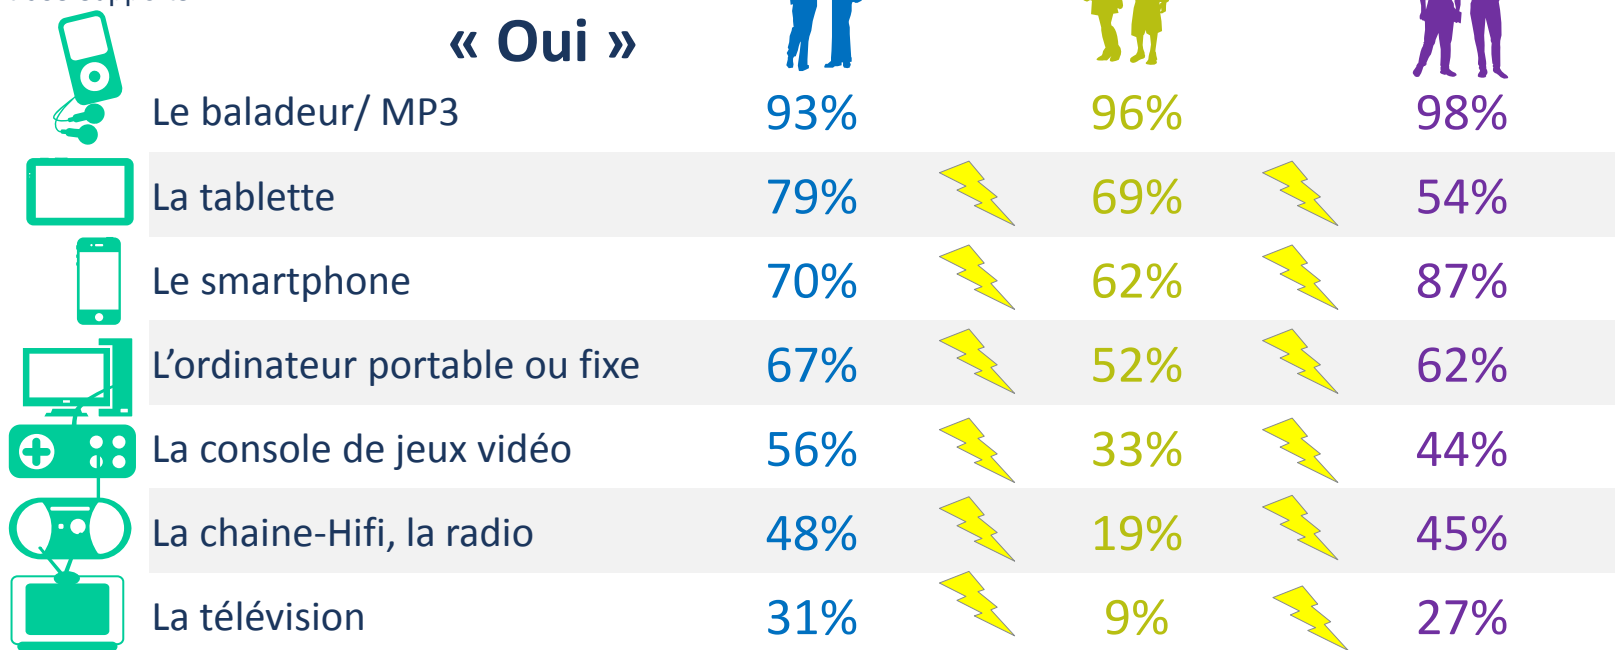 « Oui »
Le baladeur/ MP3 93% 96% 98%
La tablette 79% 69% 54%
Le smartphone 70% 62% 87%
L’ordinateur portable ou fixe 67% 52% 62%
La console de jeux vidéo 56% 33% 44%
La chaine-Hifi, la radio 48% 19% 45%
La télévision 31% 9% 27%